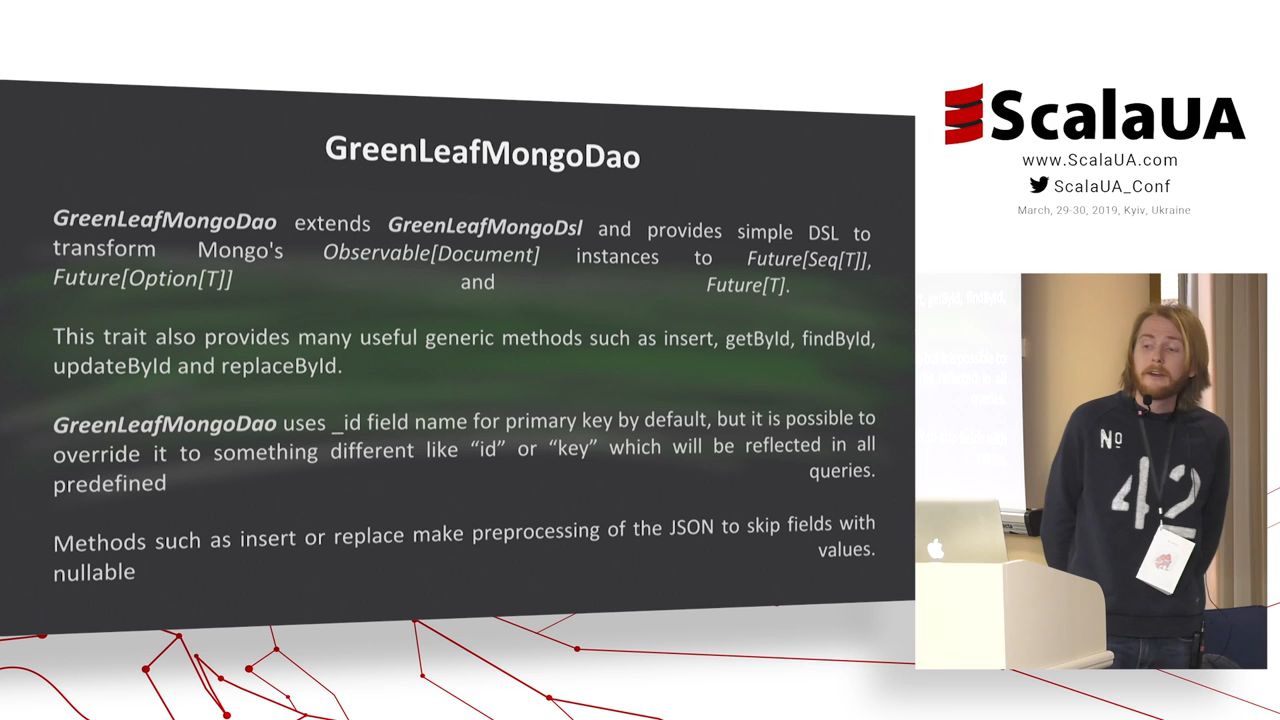 GreenLeafMongoDao
GreenLeafMongoDao extends GreenLeafMongoDsl and provides simple DSL to
transform Mongo's Observable[Document] instances to Future[Seq[T]],
Future[Option[T]] and Future[T].
This trait also provides many useful generic methods such as insert, getById, findById,
updateById and replaceById.
GreenLeafMongoDao uses _id field name for primary key by default, but it is possible to
override it to something different like “id” or “key” which will be reflected in all
predefined queries.
Methods such as insert or replace make preprocessing of the JSON to skip fields with
nullable values.
ScalaUA
www.ScalaUA.com
ScalaUA_Conf
March, 29-30, 2019, Kyiv, Ukraine
Nº
42